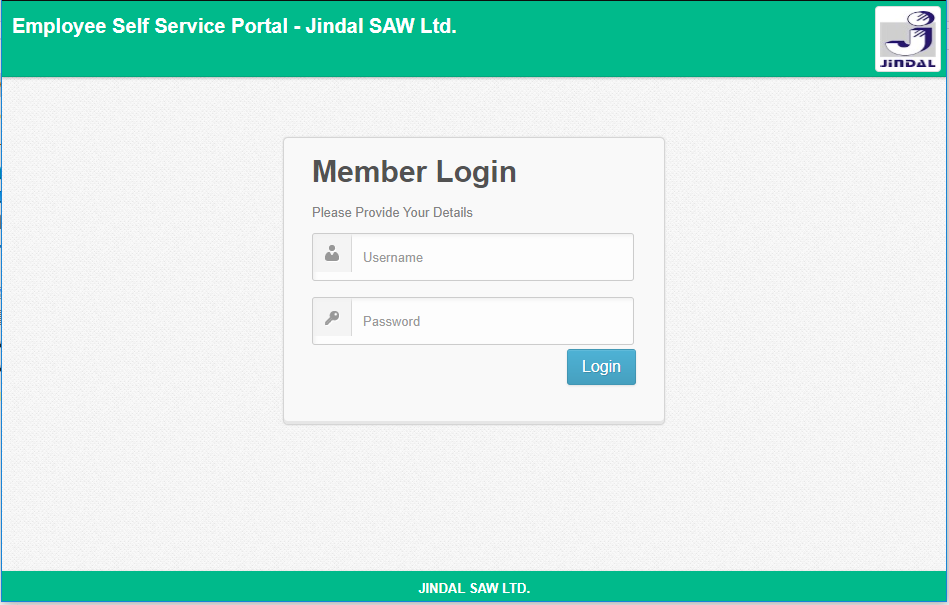 Employee Self Service Portal - Jindal SAW Ltd.
JINDAL
Member Login
Please Provide Your Details
Username
Password
Login
JINDAL SAW LTD.